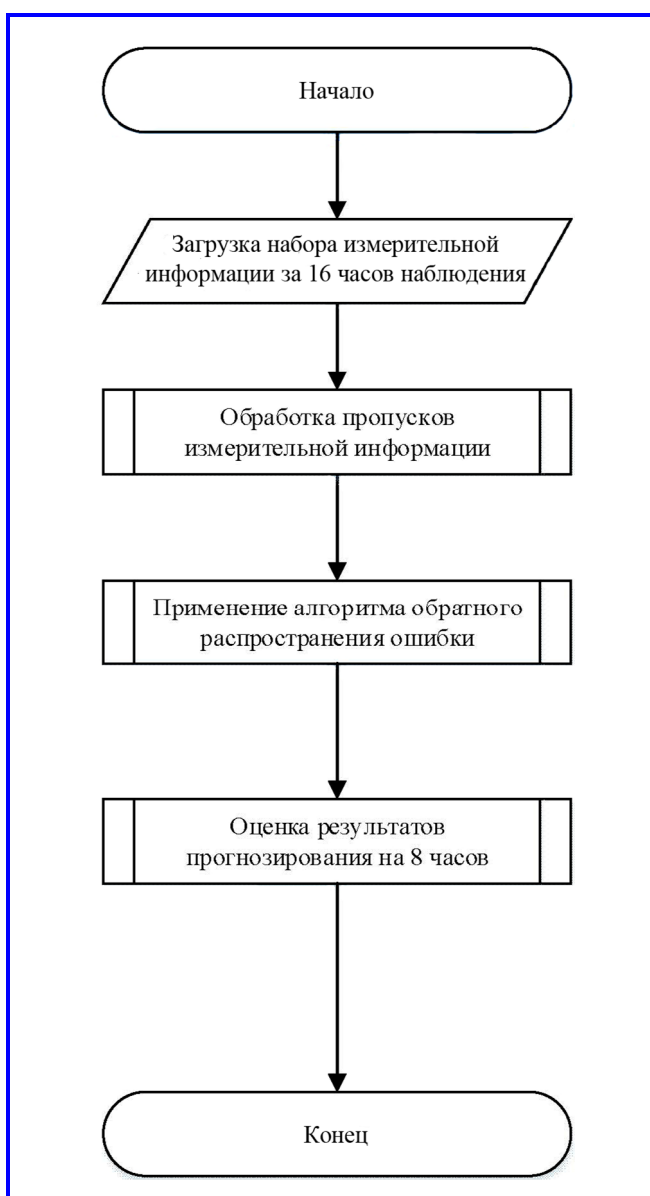 Начало
Загрузка набора измерительной
информации за 16 часов наблюдения
Обработка пропусков
измерительной информации
Применение алгоритма обратного
распространения ошибки
Оценка результатов
прогнозирования на 8 часов
Конец